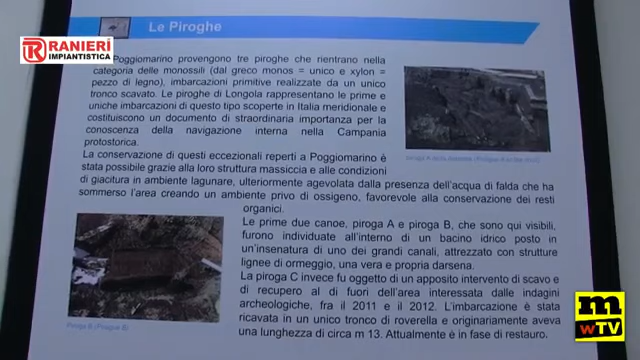 Le Piroghe
RANIERI
IMPIANTISTICA
Poggiomarino provengono tre piroghe che rientrano nella
categoria delle monossili (dal greco monos = unico e xylon =
pezzo di legno), imbarcazioni primitive realizzate da un unico
tronco scavato. Le piroghe di Longola rappresentano le prime e
uniche imbarcazioni di questo tipo scoperte in Italia meridionale e
costituiscono un documento di straordinaria importanza per la
conoscenza della navigazione interna nella Campania
protostorica.
La conservazione di questi eccezionali reperti a Poggiomarino è
stata possibile grazie alla loro struttura massiccia e alle condizioni
di giacitura in ambiente lagunare, ulteriormente agevolata dalla presenza dell'acqua di falda che ha
sommerso l'area creando un ambiente privo di ossigeno, favorevole alla conservazione dei resti
organici.
Le prime due canoe, piroga A e piroga B, che sono qui visibili,
furono individuate all'interno di un bacino idrico posto in
un'insenatura di uno dei grandi canali, attrezzato con strutture
lignee di ormeggio, una vera e propria darsena.
La piroga C invece fu oggetto di un apposito intervento di scavo e
di recupero al di fuori dell'area interessata dalle indagini
archeologiche, fra il 2011 e il 2012. L'imbarcazione è stata
ricavata in un unico tronco di roverella e originariamente aveva
una lunghezza di circa m 13. Attualmente è in fase di restauro.
Piroga B (Pirogue B)
m
wTV